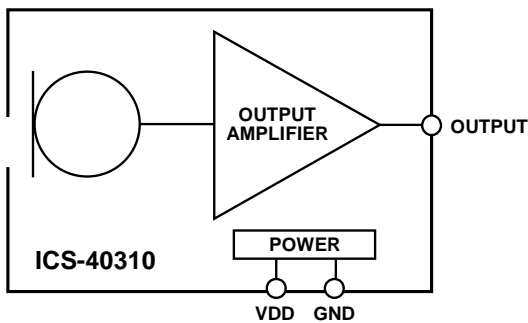 OUTPUT
AMPLIFIER
OUTPUT
POWER
ICS-40310
VDD GND